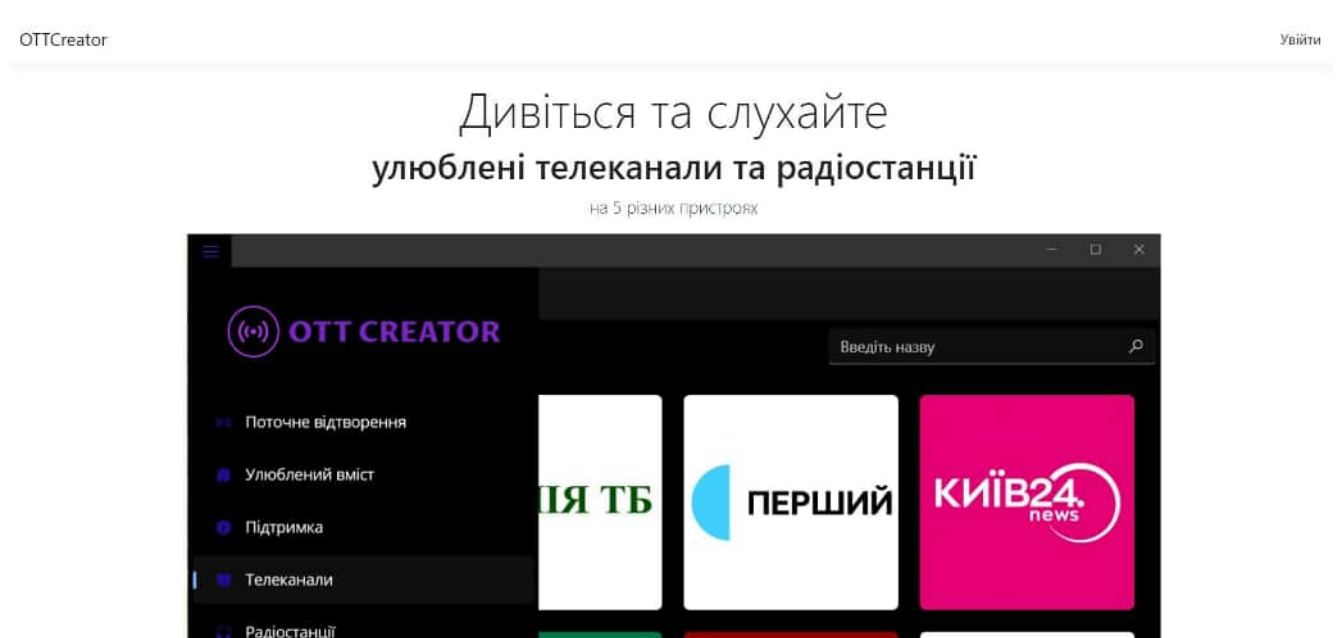 OTTCreator
Увійти
Дивіться та слухайте
улюблені телеканали та радіостанції
на 5 різних пристроях
OTT CREATOR
Введіть назву
Поточне відтворення
Улюблений вміст
Підтримка
Телеканали
Радіостанції
ТБ
ПЕРШИЙ
КИЇВ24.
news